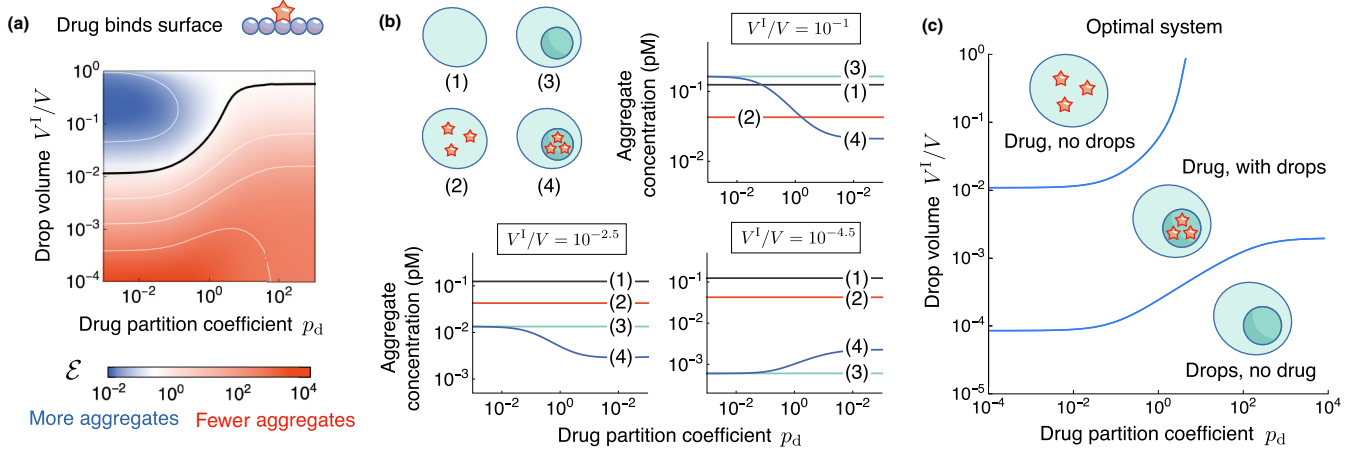 (a) Drug binds surface
Drop volume V^I/V
10^0
10^-1
10^-2
10^-3
10^-4
10^-2 10^0 10^2
Drug partition coefficient p_d
ℰ
10^-2 10^0 10^2 10^4
More aggregates Fewer aggregates
(b)
(1) (3)
(2) (4)
V^I/V = 10^-1
Aggregate
concentration (pM)
10^-1
10^-2
(3)
(1)
(2)
(4)
10^-2 10^0 10^2
V^I/V = 10^-2.5
Aggregate
concentration (pM)
10^-1
10^-2
10^-3
(1)
(2)
(3)
(4)
10^-2 10^0 10^2
V^I/V = 10^-4.5
10^-1
10^-2
10^-3
(1)
(2)
(4)
(3)
10^-2 10^0 10^2
Drug partition coefficient p_d
(c) Optimal system
Drop volume V^I/V
10^0
10^-1
10^-2
10^-3
10^-4
10^-5
Drug, no drops
Drug, with drops
Drops, no drug
10^-4 10^-2 10^0 10^2 10^4
Drug partition coefficient p_d